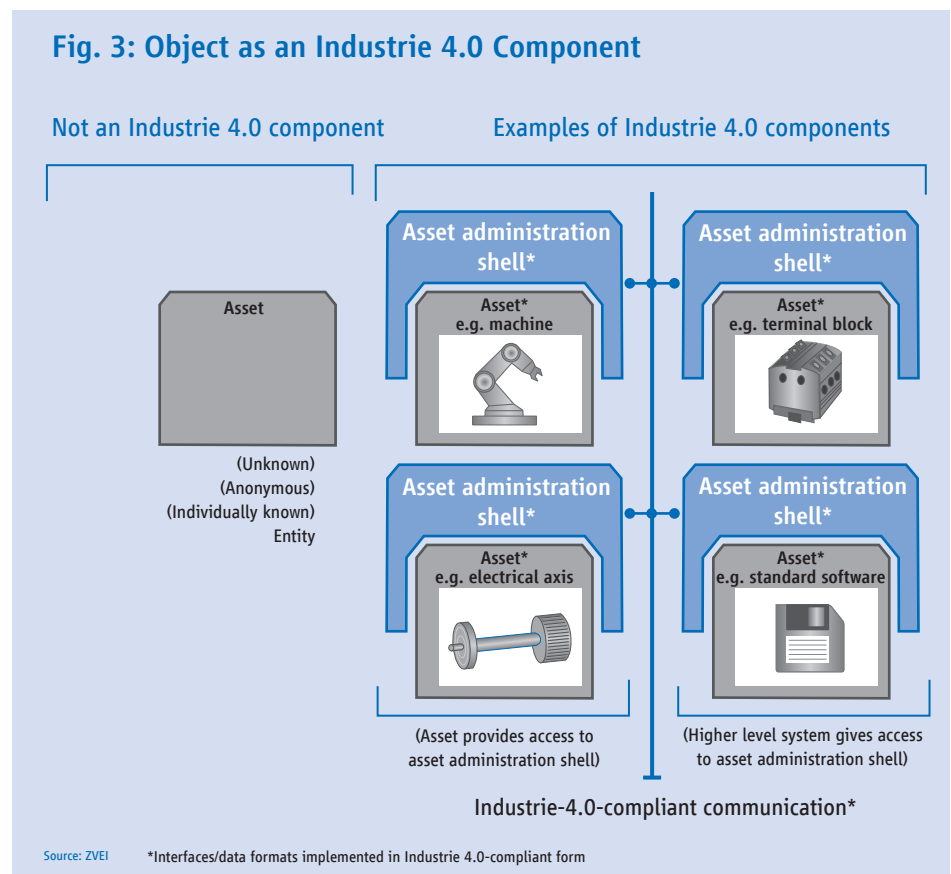 Fig. 3: Object as an Industrie 4.0 Component
Not an Industrie 4.0 component
Examples of Industrie 4.0 components
Asset administration
shell*
Asset administration
shell*
Asset
Asset*
e.g. machine
Asset*
e.g. terminal block
(Unknown)
(Anonymous)
(Individually known)
Entity
Asset administration
shell*
Asset administration
shell*
Asset*
e.g. electrical axis
Asset*
e.g. standard software
(Asset provides access to
asset administration shell)
(Higher level system gives access
to asset administration shell)
Industrie-4.0-compliant communication*
Source: ZVEI
*Interfaces/data formats implemented in Industrie 4.0-compliant form